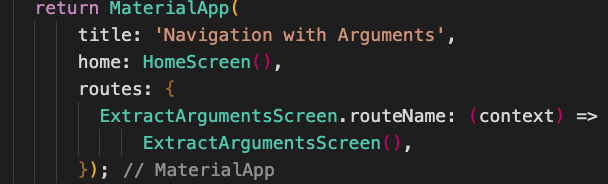 return MaterialApp(
title: 'Navigation with Arguments',
home: HomeScreen(),
routes: {
ExtractArgumentsScreen.routeName: (context) =>
ExtractArgumentsScreen(),
}); // MaterialApp